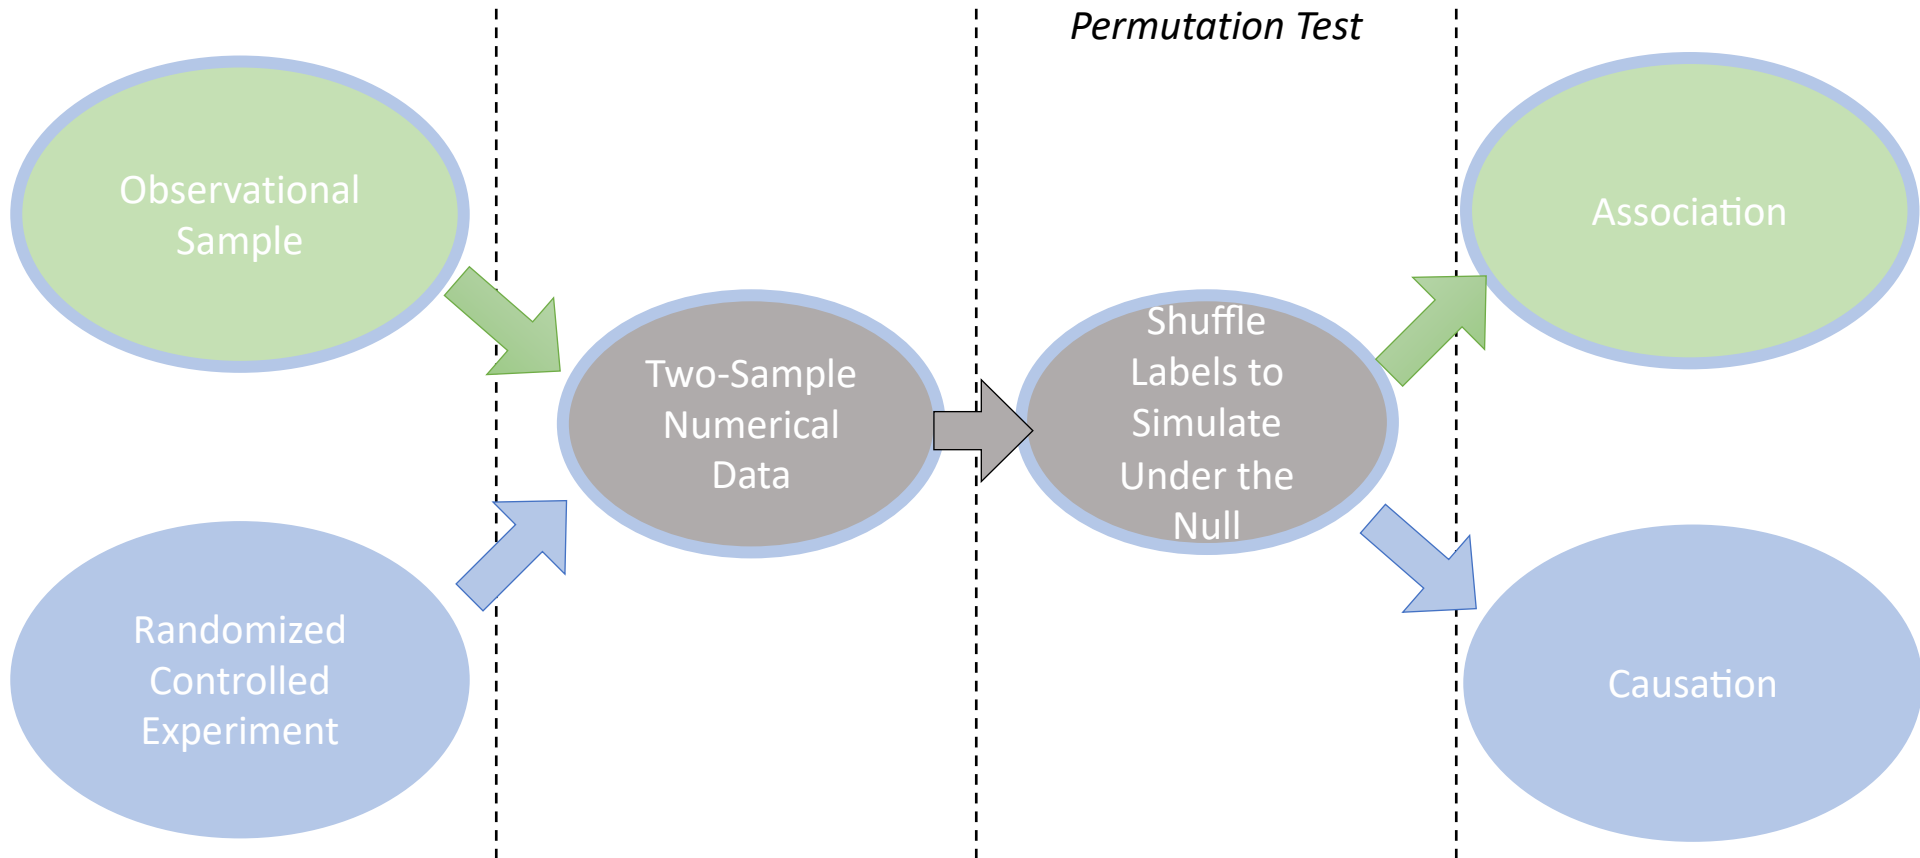 Permutation Test
Observational
Sample
Association
Two-Sample
Numerical
Data
Shuffle
Labels to
Simulate
Under the
Null
Randomized
Controlled
Experiment
Causation